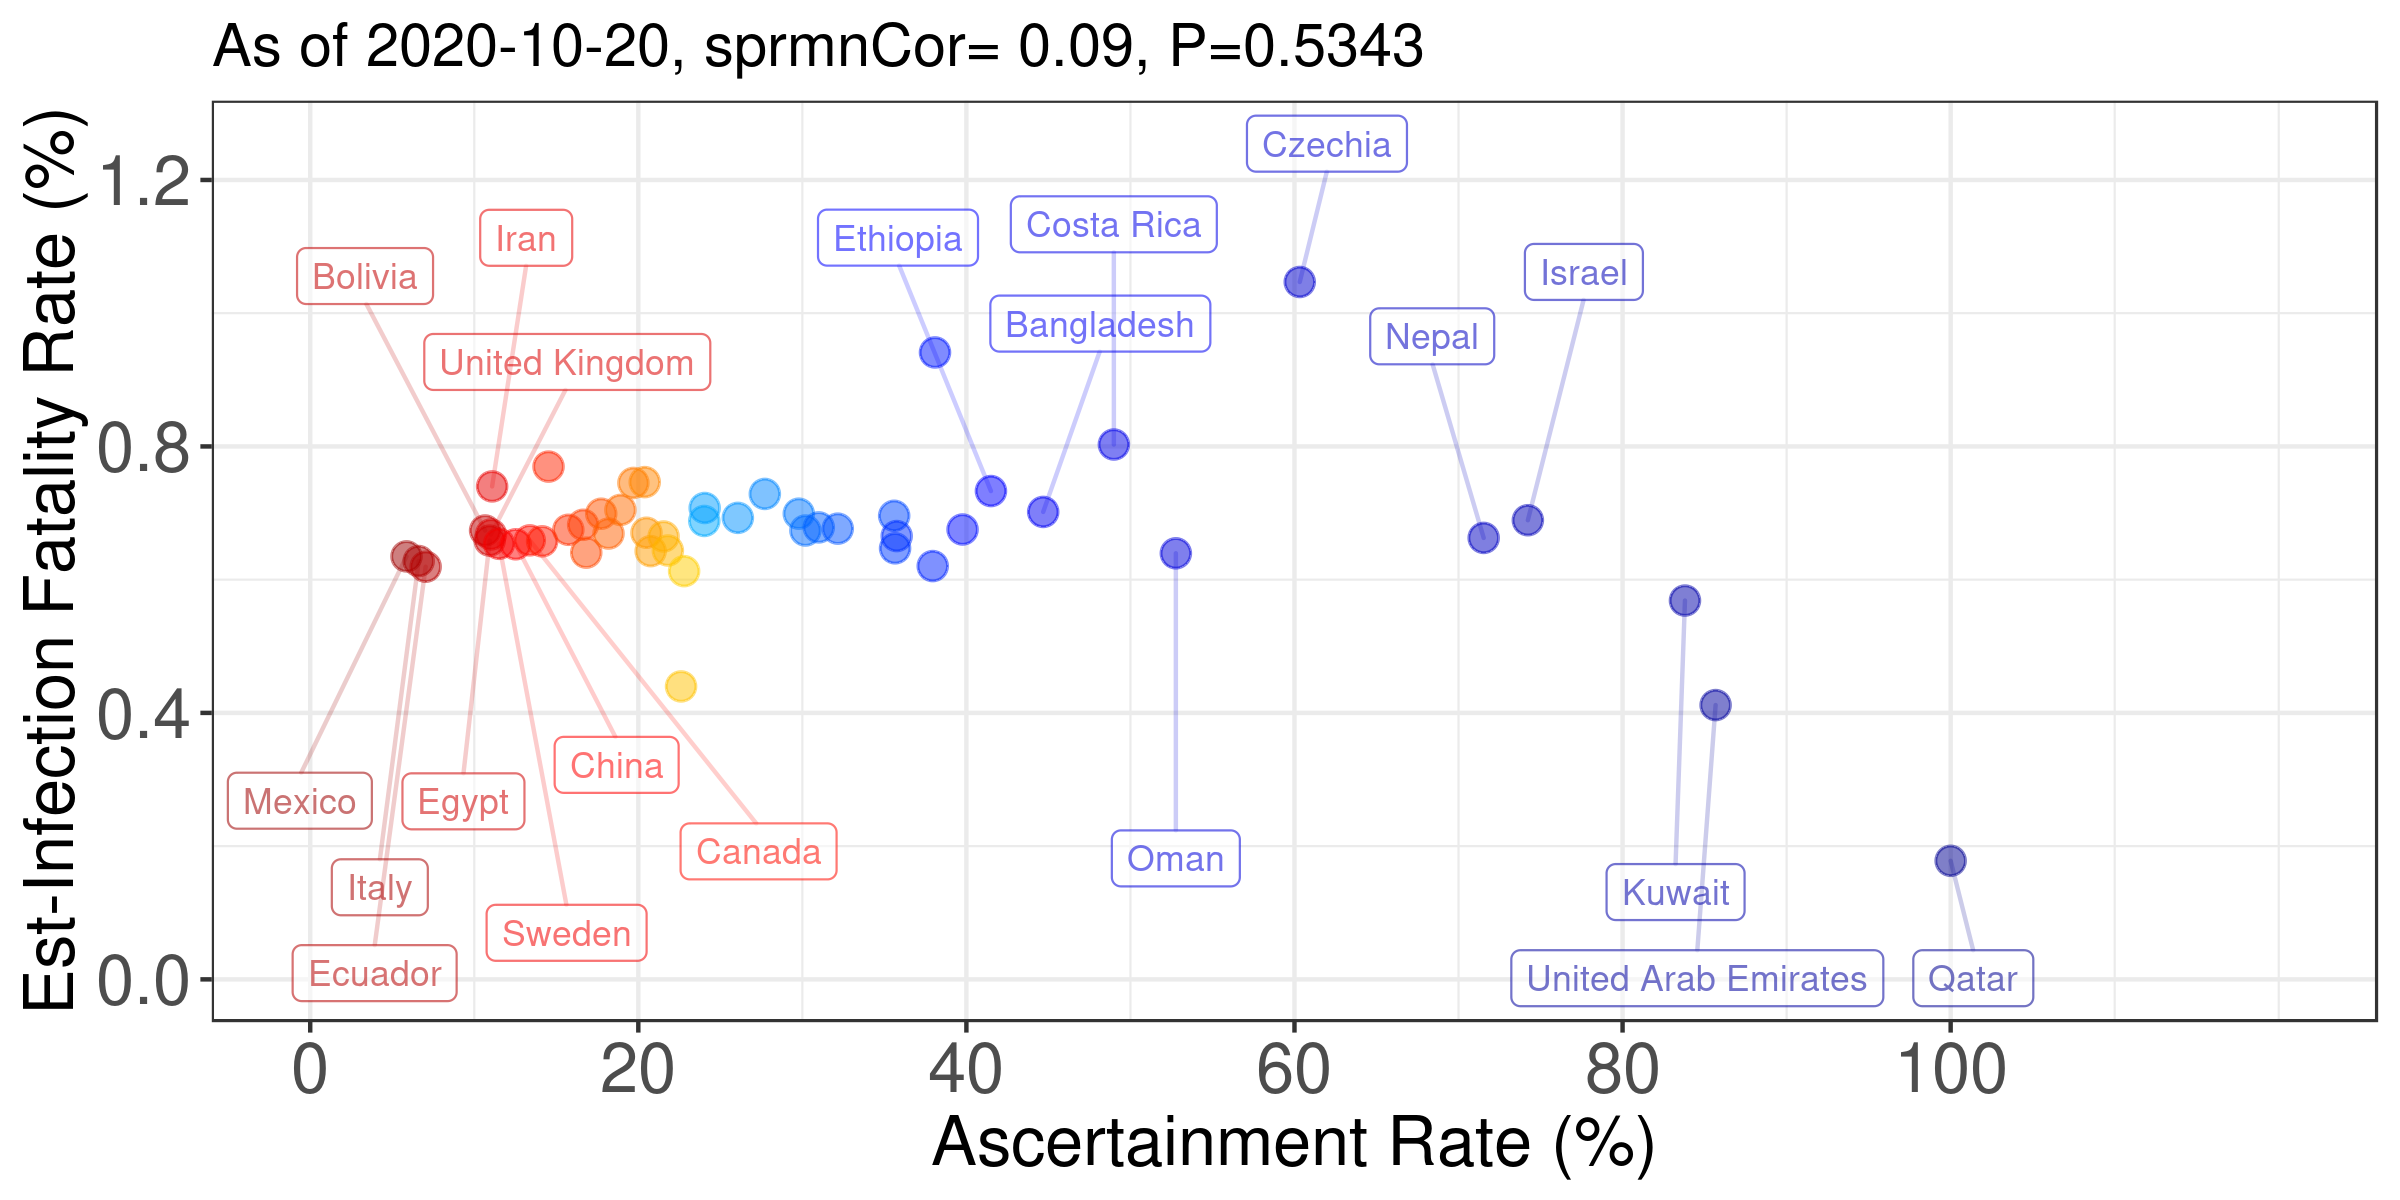 As of 2020-10-20, sprmnCor= 0.09, P=0.5343
Est-Infection Fatality Rate (%)
1.2
0.8
0.4
0.0
Czechia
Costa Rica
Ethiopia
Iran
Israel
Bolivia
Bangladesh
Nepal
United Kingdom
China
Mexico
Egypt
Canada
Oman
Italy
Kuwait
Sweden
Ecuador
United Arab Emirates
Qatar
0
20
40
60
80
100
Ascertainment Rate (%)